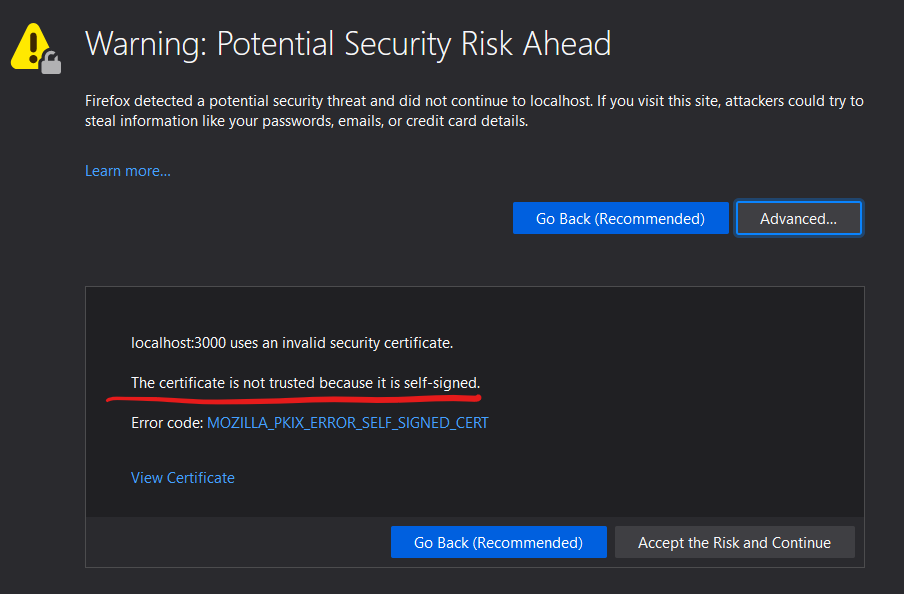 Warning: Potential Security Risk Ahead
Firefox detected a potential security threat and did not continue to localhost. If you visit this site, attackers could try to
steal information like your passwords, emails, or credit card details.
Learn more...
Go Back (Recommended)
Advanced...
localhost:3000 uses an invalid security certificate.
The certificate is not trusted because it is self-signed.
Error code: MOZILLA_PKIX_ERROR_SELF_SIGNED_CERT
View Certificate
Go Back (Recommended)
Accept the Risk and Continue